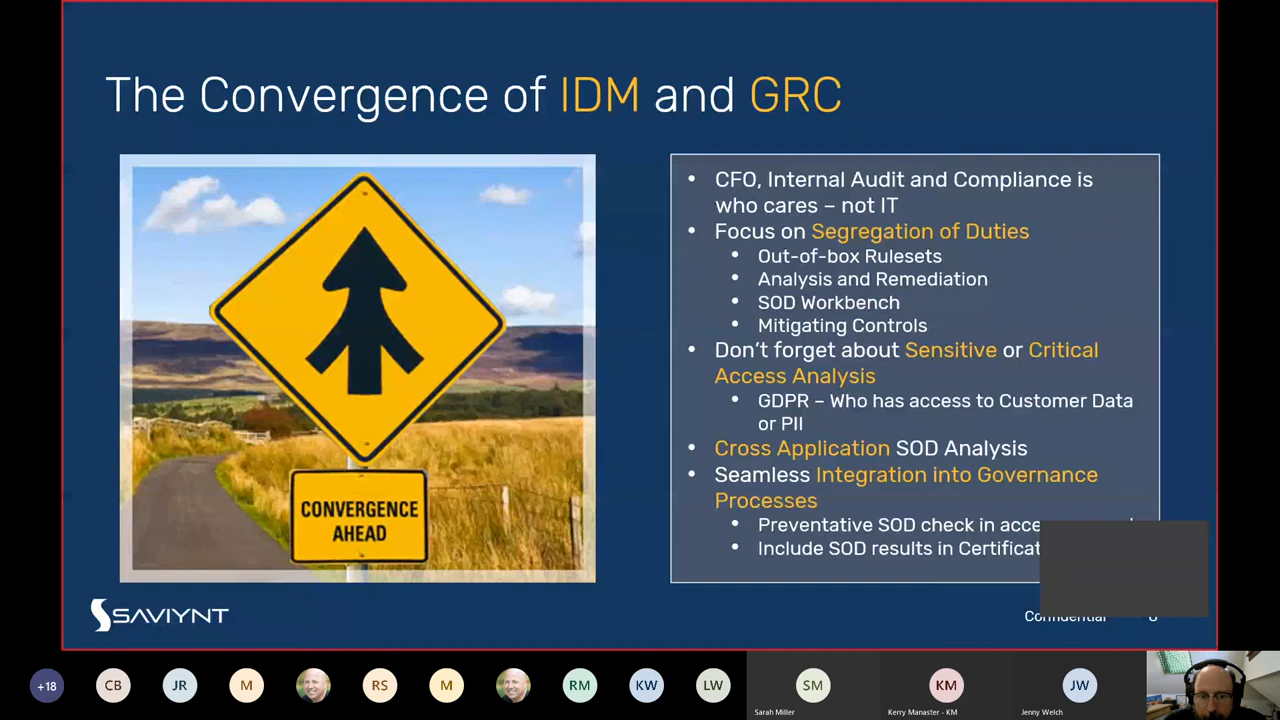 The Convergence of IDM and GRC
CFO, Internal Audit and Compliance is
who cares – not IT
Focus on Segregation of Duties
Out-of-box Rulesets
Analysis and Remediation
SOD Workbench
Mitigating Controls
Don't forget about Sensitive or Critical
Access Analysis
GDPR – Who has access to Customer Data
or PII
Cross Application SOD Analysis
Seamless Integration into Governance
Processes
Preventative SOD check in
Include SOD results in
CONVERGENCE
AHEAD
SAVIYNT
Confidential
+18
CB
JR
M
RS
M
RM
KW
LW
SM
KM
JW
Sarah Miller
Kerry Manaster - KM
Jenny Welch